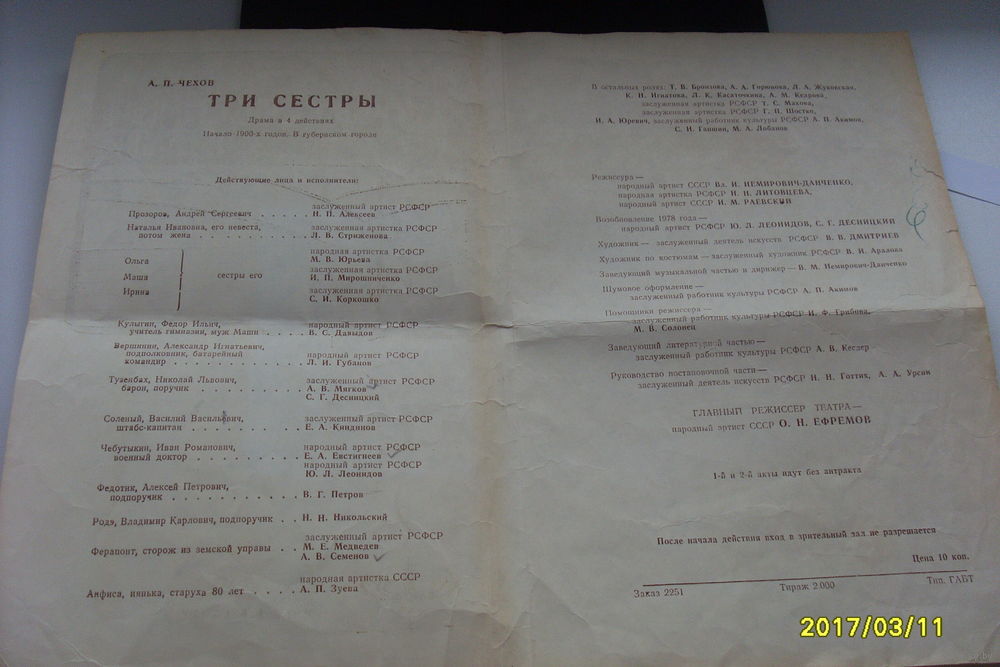 А. П. ЧЕХОВ
ТРИ СЕСТРЫ
Драма в 4 действиях
Начало 1900-х годов. В губернском городе
Действующие лица и исполнители:
Прозоров, Андрей Сергеевич . . . . . заслуженный артист РСФСР
Н. П. Алексеев
Наталья Ивановна, его невеста, заслуженная артистка РСФСР
потом жена . . . . . . . . . . Л. В. Стриженова
народная артистка РСФСР
Ольга М. В. Юрьева
заслуженная артистка РСФСР
Маша сестры его И. П. Мирошниченко
заслуженная артистка РСФСР
Ирина С. И. Коркошко
Кулыгин, Федор Ильич, народный артист РСФСР
учитель гимназии, муж Маши . . . . В. С. Давыдов
Вершинин, Александр Игнатьевич,
подполковник, батарейный народный артист РСФСР
командир . . . . . . . . . . . . Л. И. Губанов
Тузенбах, Николай Львович, заслуженный артист РСФСР
барон, поручик . . . . . . . . . А. В. Мягков
С. Г. Десницкий
Соленый, Василий Васильевич, заслуженный артист РСФСР
штабс-капитан . . . . . . . . . Е. А. Киндинов
Чебутыкин, Иван Романович, народный артист РСФСР
военный доктор . . . . . . . . . Е. А. Евстигнеев
народный артист РСФСР
Ю. Л. Леонидов
Федотик, Алексей Петрович,
подпоручик . . . . . . . . . . . В. Г. Петров
Родэ, Владимир Карлович, подпоручик . . Н. Н. Никольский
заслуженный артист РСФСР
Ферапонт, сторож из земской управы . . М. Е. Медведев
А. В. Семенов
народная артистка СССР
Анфиса, нянька, старуха 80 лет . . . . А. П. Зуева
В остальных ролях: Т. В. Бронзова, А. А. Горюнова, Л. А. Жуковская,
К. Н. Игнатова, Л. К. Касаточкина, А. М. Кедрова,
заслуженная артистка РСФСР Т. С. Махова,
заслуженная артистка РСФСР Г. П. Шостко,
И. А. Юревич, заслуженный работник культуры РСФСР А. П. Акимов,
С. И. Ганшин, М. А. Лобанов
Режиссура —
народный артист СССР Вл. И. НЕМИРОВИЧ-ДАНЧЕНКО,
народная артистка РСФСР Н. Н. ЛИТОВЦЕВА,
народный артист СССР И. М. РАЕВСКИЙ
Возобновление 1978 года —
народный артист РСФСР Ю. Л. ЛЕОНИДОВ, С. Г. ДЕСНИЦКИЙ
Художник — заслуженный деятель искусств РСФСР В. В. ДМИТРИЕВ
Художник по костюмам — заслуженный художник РСФСР В. Н. Аралова
Заведующий музыкальной частью и дирижер — В. М. Немирович-Данченко
Шумовое оформление —
заслуженный работник культуры РСФСР А. П. Акимов
Помощники режиссера —
заслуженный работник культуры РСФСР И. Ф. Грибова,
М. В. Солонец
Заведующий литературной частью —
заслуженный работник культуры РСФСР А. В. Кеслер
Руководство постановочной части —
заслуженный деятель искусств РСФСР Н. Н. Готтих, А. А. Урсин
ГЛАВНЫЙ РЕЖИССЕР ТЕАТРА —
народный артист СССР О. Н. ЕФРЕМОВ
1-й и 2-й акты идут без антракта
После начала действия вход в зрительный зал не разрешается
Цена 10 коп.
Заказ 2251 Тираж 2000 Тип. ГАБТ
2017/03/11